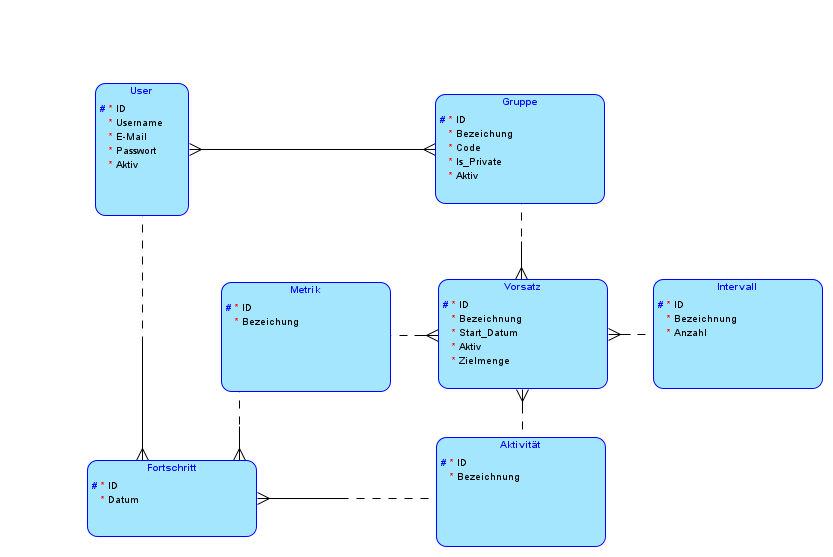 User
# * ID
* Username
* E-Mail
* Passwort
* Aktiv
Gruppe
# * ID
* Bezeichung
* Code
* Is_Private
* Aktiv
Metrik
# * ID
* Bezeichung
Vorsatz
# * ID
* Bezeichnung
* Start_Datum
* Aktiv
* Zielmenge
Intervall
# * ID
* Bezeichnung
* Anzahl
Fortschritt
# * ID
* Datum
Aktivität
# * ID
* Bezeichnung